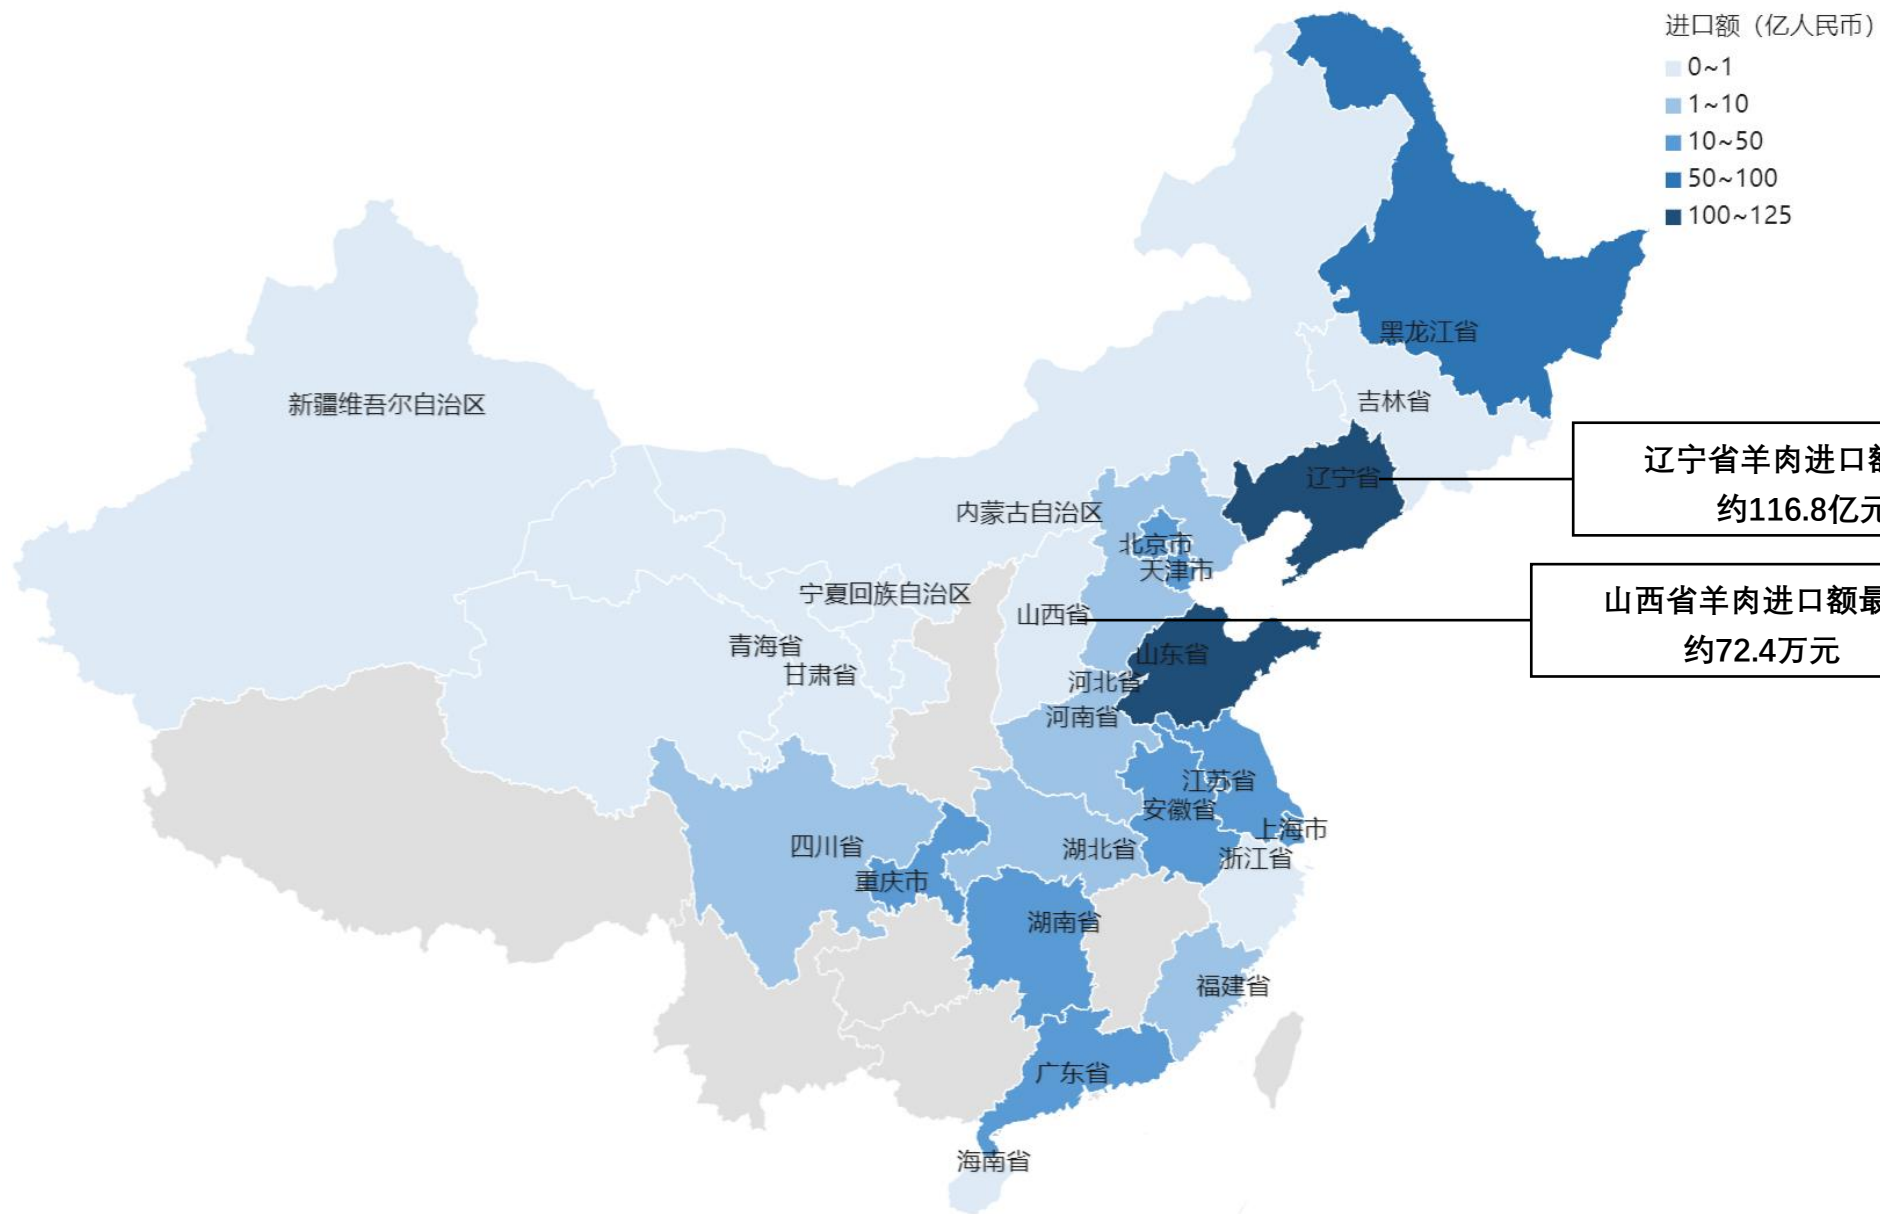 进口额（亿人民币）
0~1
1~10
10~50
50~100
100~125
黑龙江省
吉林省
新疆维吾尔自治区
辽宁省
辽宁省羊肉进口额
约116.8亿元
内蒙古自治区
北京市
天津市
宁夏回族自治区
山西省
山西省羊肉进口额最
约72.4万元
青海省
甘肃省
山东省
河北省
河南省
江苏省
安徽省
上海市
浙江省
四川省
湖北省
重庆市
湖南省
福建省
广东省
海南省